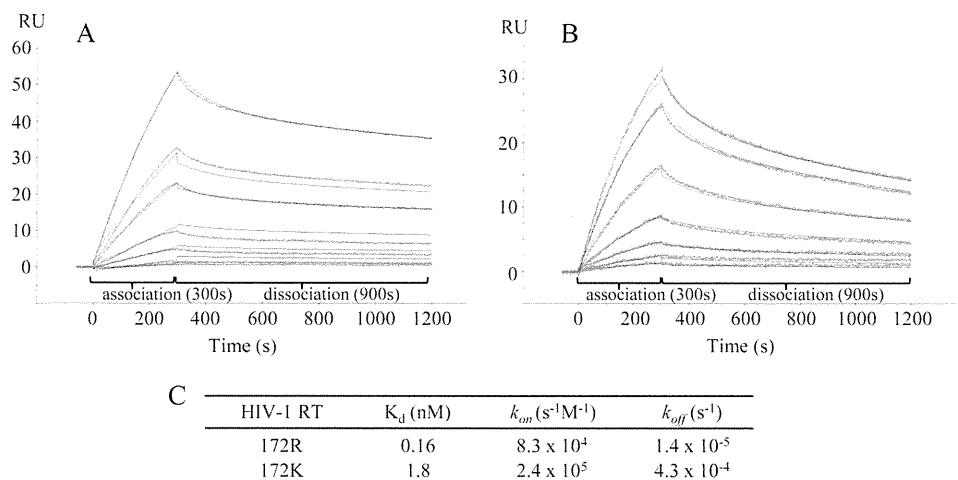 RU
A
60
50
40
30
20
10
0
association (300s)
dissociation (900s)
0 200 400 600 800 1000 1200
Time (s)
RU
B
30
20
10
0
association (300s)
dissociation (900s)
0 200 400 600 800 1000 1200
Time (s)
C
HIV-1 RT K_d (nM) k_on (s⁻¹M⁻¹) k_off (s⁻¹)
172R 0.16 8.3 x 10⁴ 1.4 x 10⁻⁵
172K 1.8 2.4 x 10⁵ 4.3 x 10⁻⁴